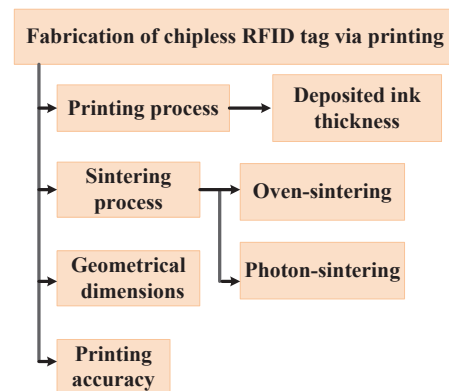 Fabrication of chipless RFID tag via printing
Printing process
Deposited ink
thickness
Sintering
process
Oven-sintering
Photon-sintering
Geometrical
dimensions
Printing
accuracy